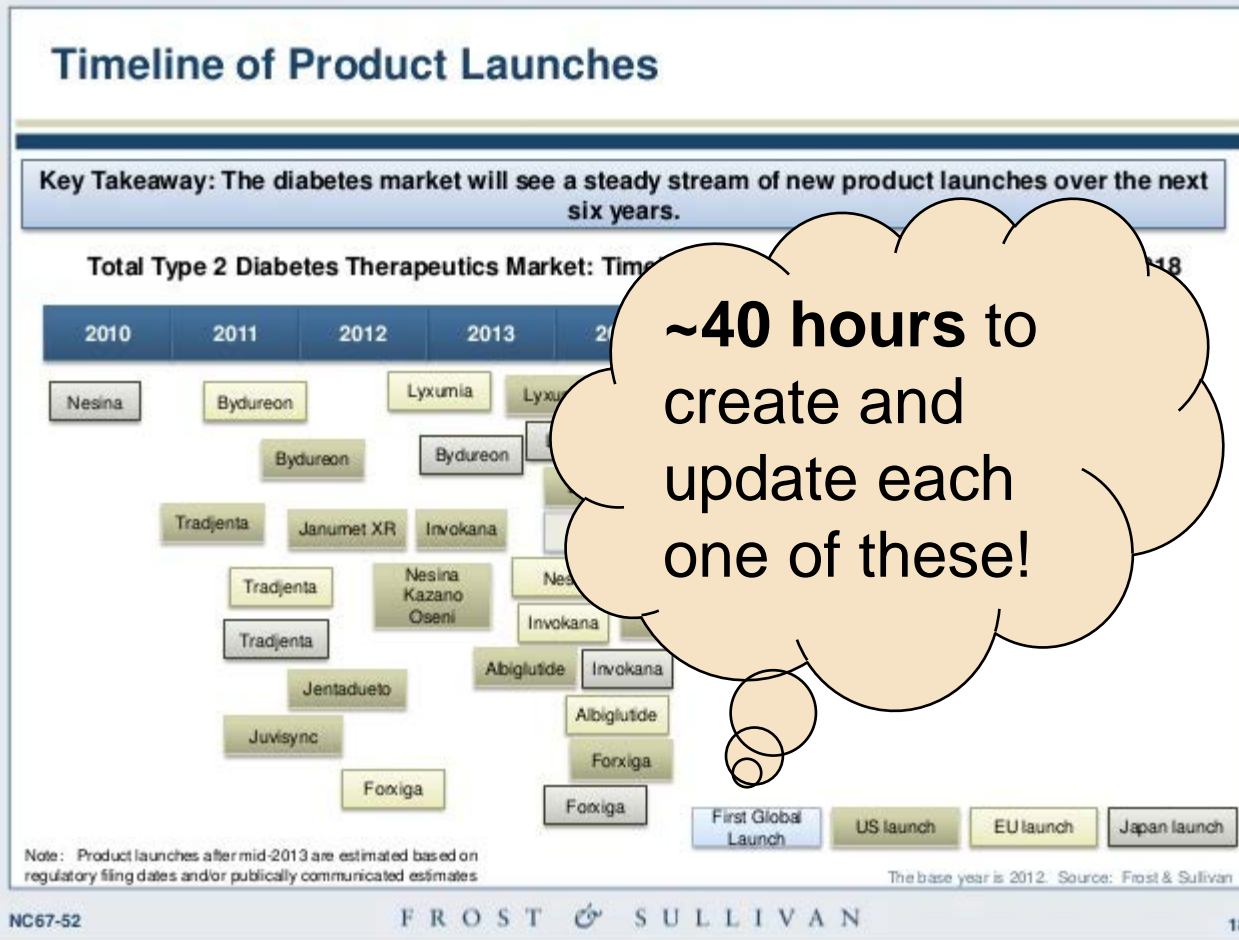 Timeline of Product Launches
Key Takeaway: The diabetes market will see a steady stream of new product launches over the next
six years.
Total Type 2 Diabetes Therapeutics Market:
~40 hours to
create and
update each
one of these!
2010 2011 2012 2013
Nesina
Bydureon
Lyxumia
Bydureon
Bydureon
Tradjenta
Janumet XR
Invokana
Tradjenta
Nesina
Kazano
Oseni
Invokana
Tradjenta
Albiglutide
Invokana
Jentadueto
Albiglutide
Juvisync
Forxiga
Forxiga
Forxiga
First Global
Launch
US launch
EU launch
Japan launch
Note: Product launches after mid-2013 are estimated based on
regulatory filing dates and/or publically communicated estimates
The base year is 2012. Source: Frost & Sullivan
NC67-52
FROST & SULLIVAN